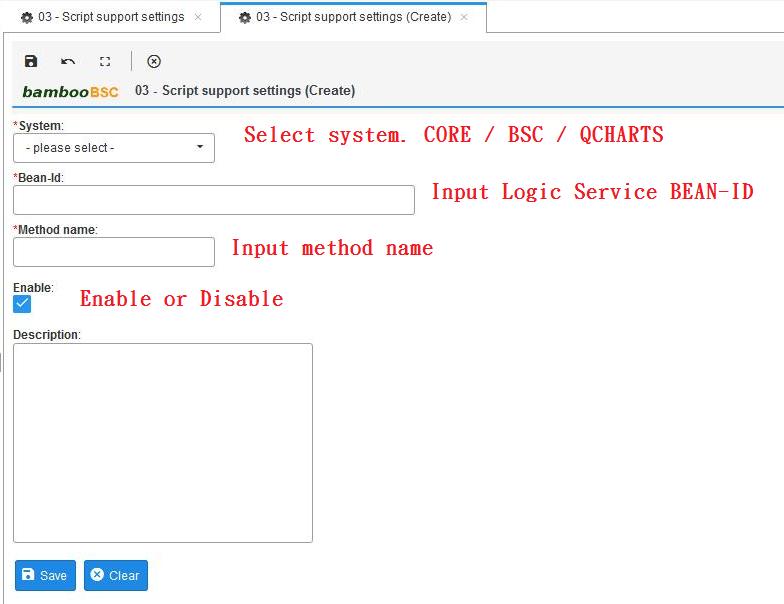 03 - Script support settings × 03 - Script support settings (Create) ×
bambooBSC 03 - Script support settings (Create)
*System:
- please select -
Select system. CORE / BSC / QCHARTS
*Bean-Id:
Input Logic Service BEAN-ID
*Method name:
Input method name
Enable:
Enable or Disable
Description:
Save Clear